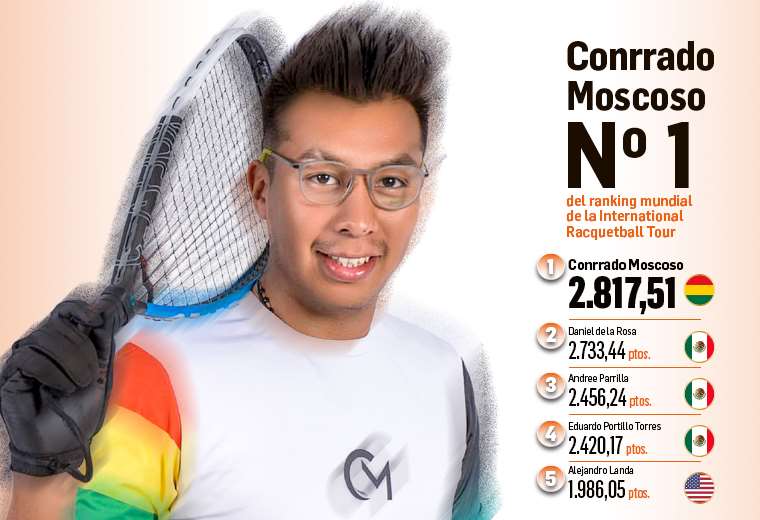 Conrrado
Moscoso
Nº 1
del ranking mundial
de la International
Racquetball Tour
1 Conrrado Moscoso
2.817,51
2 Daniel de la Rosa
2.733,44 ptos.
3 Andree Parrilla
2.456,24 ptos.
4 Eduardo Portillo Torres
2.420,17 ptos.
5 Alejandro Landa
1.986,05 ptos.
CM